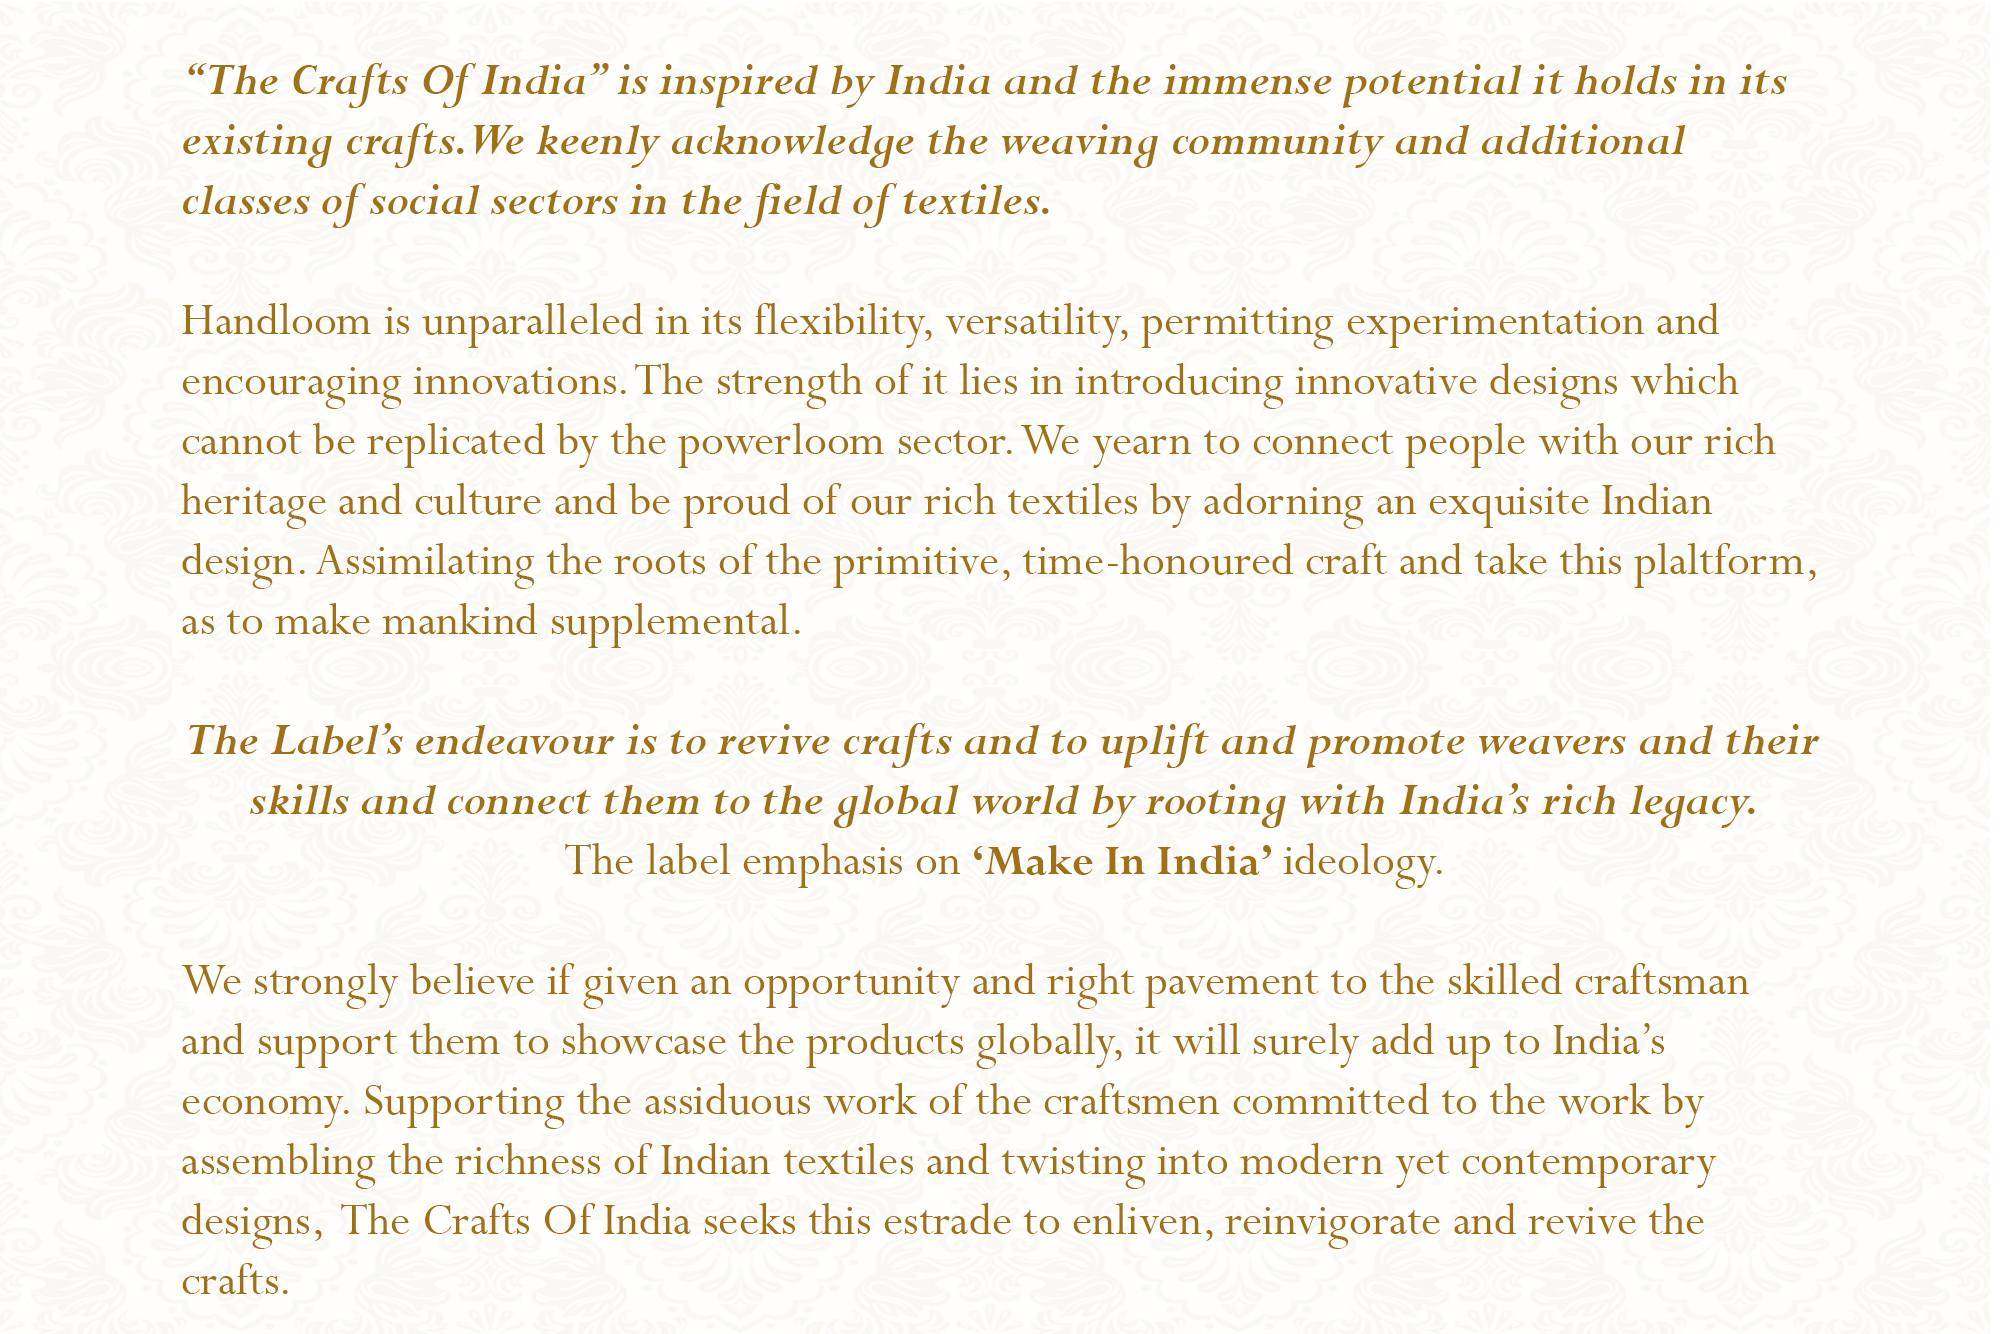 “The Crafts Of India” is inspired by India and the immense potential it holds in its
existing crafts. We keenly acknowledge the weaving community and additional
classes of social sectors in the field of textiles.
Handloom is unparalleled in its flexibility, versatility, permitting experimentation and
encouraging innovations. The strength of it lies in introducing innovative designs which
cannot be replicated by the powerloom sector. We yearn to connect people with our rich
heritage and culture and be proud of our rich textiles by adorning an exquisite Indian
design. Assimilating the roots of the primitive, time-honoured craft and take this plaltform,
as to make mankind supplemental.
The Label’s endeavour is to revive crafts and to uplift and promote weavers and their
skills and connect them to the global world by rooting with India’s rich legacy.
The label emphasis on ‘Make In India’ ideology.
We strongly believe if given an opportunity and right pavement to the skilled craftsman
and support them to showcase the products globally, it will surely add up to India’s
economy. Supporting the assiduous work of the craftsmen committed to the work by
assembling the richness of Indian textiles and twisting into modern yet contemporary
designs, The Crafts Of India seeks this estrade to enliven, reinvigorate and revive the
crafts.